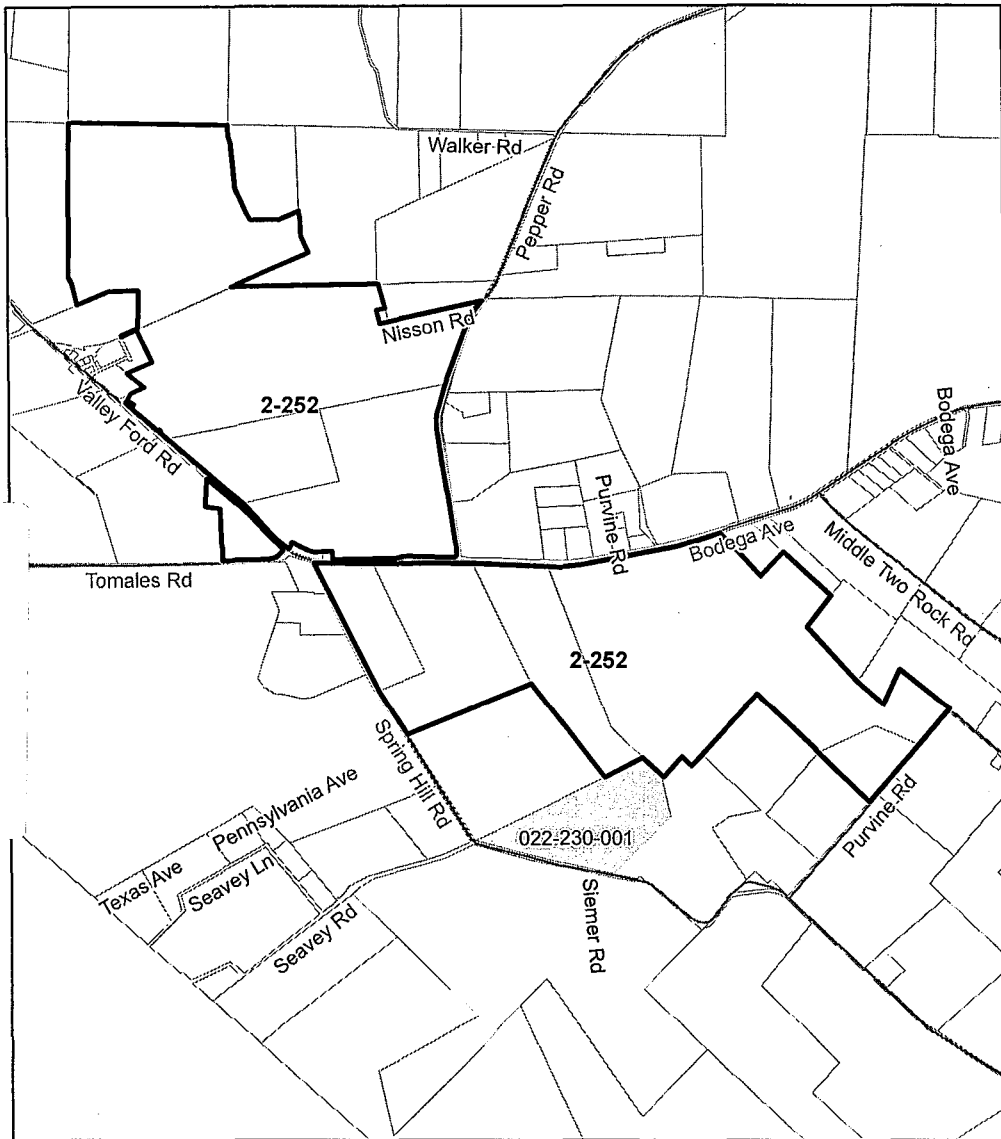 Walker Rd
Pepper Rd
Nisson Rd
Valley Ford Rd
2-252
Bodega Ave
Purvine Rd
Bodega Ave
Middle Two Rock Rd
Tomales Rd
2-252
Spring Hill Rd
Pennsylvania Ave
Purvine Rd
022-230-001
Texas Ave
Seavey Ln
Siemer Rd
Seavey Rd